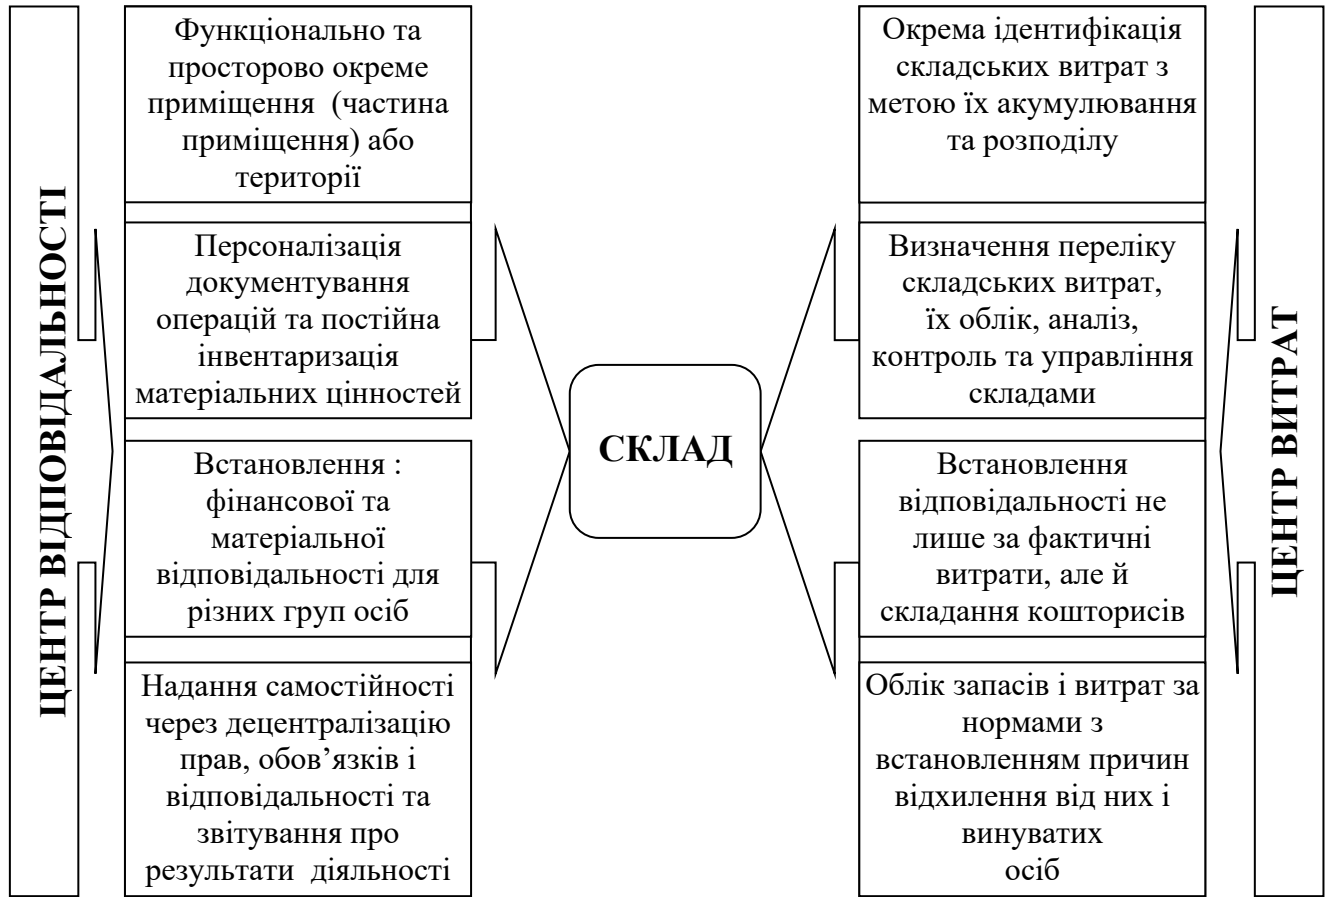 ЦЕНТР ВІДПОВІДАЛЬНОСТІ
Функціонально та
просторово окреме
приміщення (частина
приміщення) або
території
Персоналізація
документування
операцій та постійна
інвентаризація
матеріальних цінностей
Встановлення :
фінансової та
матеріальної
відповідальності для
різних груп осіб
Надання самостійності
через децентралізацію
прав, обов’язків і
відповідальності та
звітування про
результати діяльності
СКЛАД
Окрема ідентифікація
складських витрат з
метою їх акумулювання
та розподілу
Визначення переліку
складських витрат,
їх облік, аналіз,
контроль та управління
складами
Встановлення
відповідальності не
лише за фактичні
витрати, але й
складання кошторисів
Облік запасів і витрат за
нормами з
встановленням причин
відхилення від них і
винуватих
осіб
ЦЕНТР ВИТРАТ